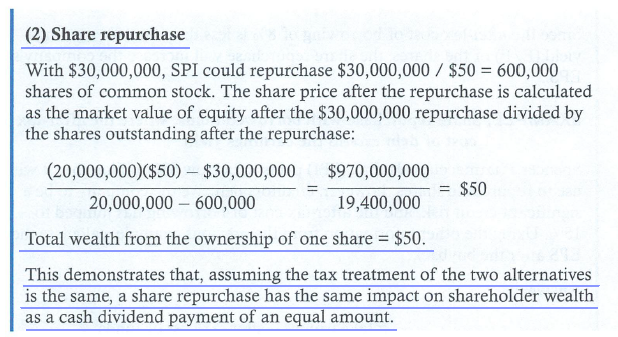 (2) Share repurchase
With $30,000,000, SPI could repurchase $30,000,000 / $50 = 600,000
shares of common stock. The share price after the repurchase is calculated
as the market value of equity after the $30,000,000 repurchase divided by
the shares outstanding after the repurchase:
(20,000,000)($50) – $30,000,000 / 20,000,000 – 600,000 = $970,000,000 / 19,400,000 = $50
Total wealth from the ownership of one share = $50.
This demonstrates that, assuming the tax treatment of the two alternatives
is the same, a share repurchase has the same impact on shareholder wealth
as a cash dividend payment of an equal amount.